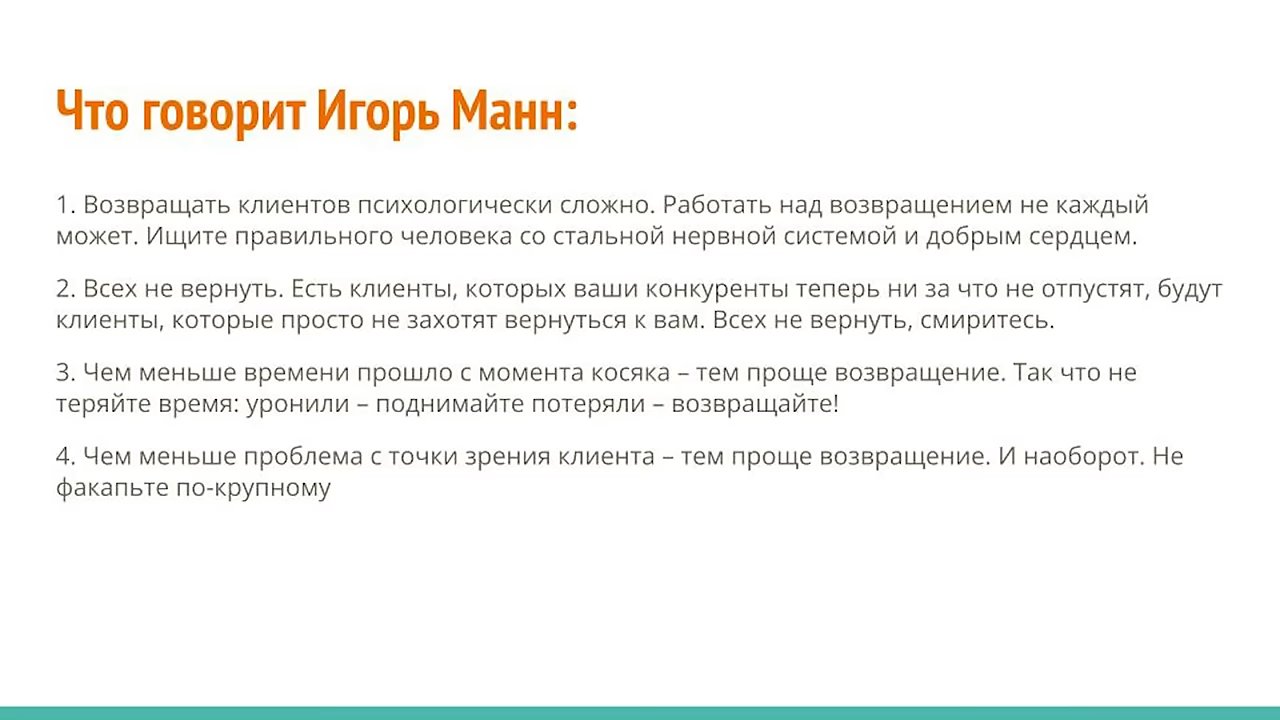 Что говорит Игорь Манн:
1. Возвращать клиентов психологически сложно. Работать над возвращением не каждый
может. Ищите правильного человека со стальной нервной системой и добрым сердцем.
2. Всех не вернуть. Есть клиенты, которых ваши конкуренты теперь ни за что не отпустят, будут
клиенты, которые просто не захотят вернуться к вам. Всех не вернуть, смиритесь.
3. Чем меньше времени прошло с момента косяка – тем проще возвращение. Так что не
теряйте время: уронили – поднимайте потеряли – возвращайте!
4. Чем меньше проблема с точки зрения клиента – тем проще возвращение. И наоборот. Не
факапьте по-крупному